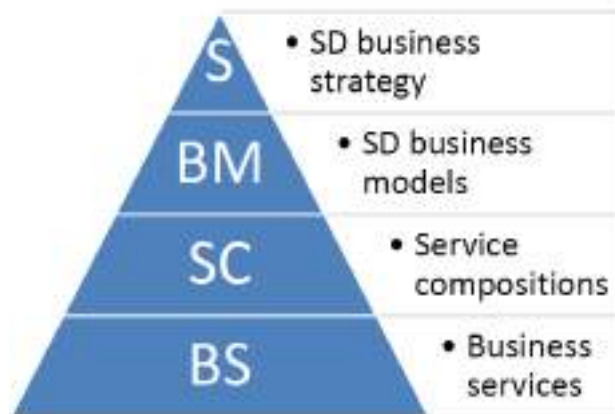 S
• SD business
strategy
BM
• SD business
models
SC
• Service
compositions
BS
• Business
services